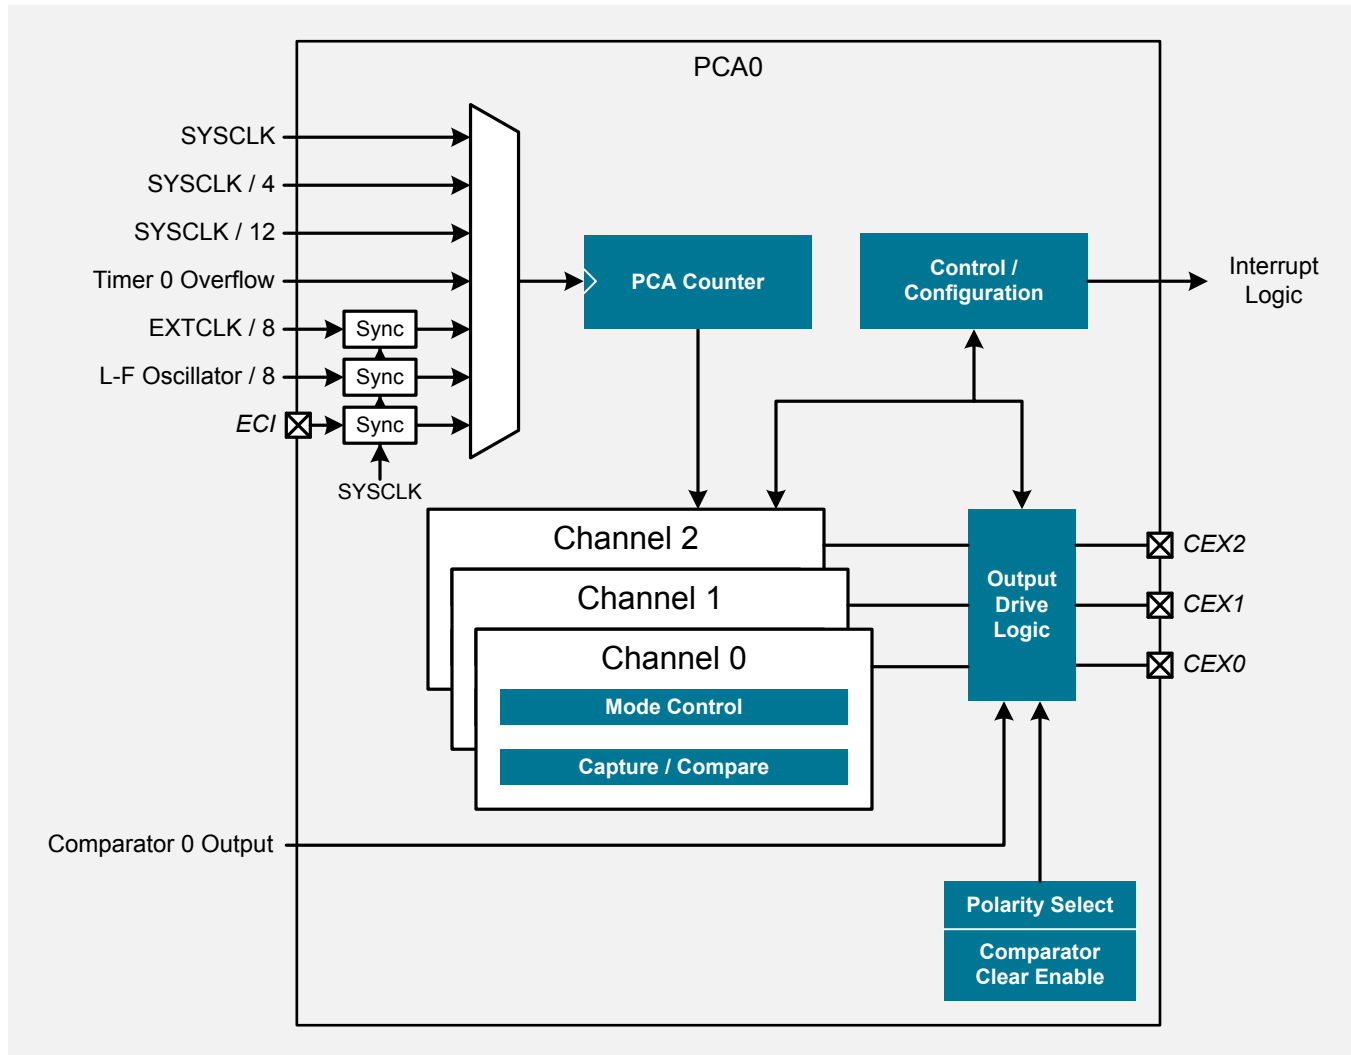 PCA0
SYSCLK
SYSCLK / 4
SYSCLK / 12
Timer 0 Overflow
EXTCLK / 8
Sync
L-F Oscillator / 8
Sync
ECI
Sync
SYSCLK
PCA Counter
Control /
Configuration
Interrupt
Logic
Channel 2
Channel 1
Channel 0
Mode Control
Capture / Compare
Output
Drive
Logic
CEX2
CEX1
CEX0
Comparator 0 Output
Polarity Select
Comparator
Clear Enable